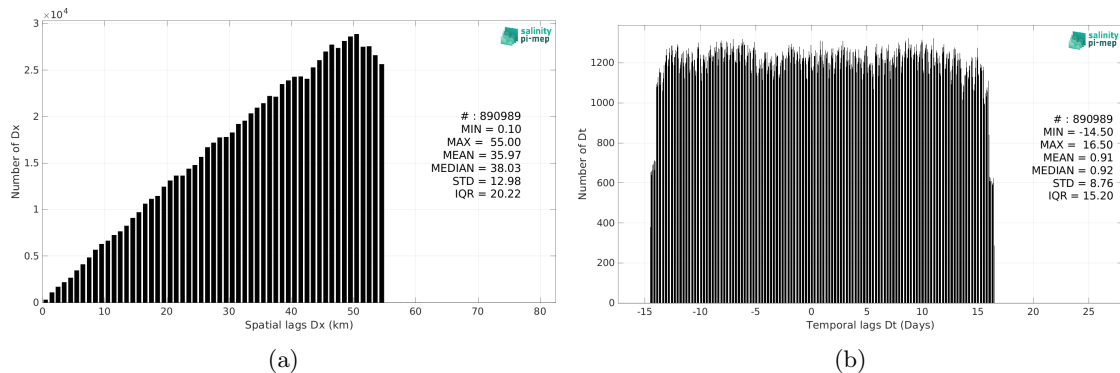 ×10⁴
3
2.5
2
1.5
1
0.5
0
Number of Dx
0 10 20 30 40 50 60 70 80
Spatial lags Dx (km)
salinity
pi-mep
# : 890989
MIN = 0.10
MAX = 55.00
MEAN = 35.97
MEDIAN = 38.03
STD = 12.98
IQR = 20.22
(a)
1200
1000
800
600
400
200
0
Number of Dt
-15 -10 -5 0 5 10 15 20 25
Temporal lags Dt (Days)
salinity
pi-mep
# : 890989
MIN = -14.50
MAX = 16.50
MEAN = 0.91
MEDIAN = 0.92
STD = 8.76
IQR = 15.20
(b)